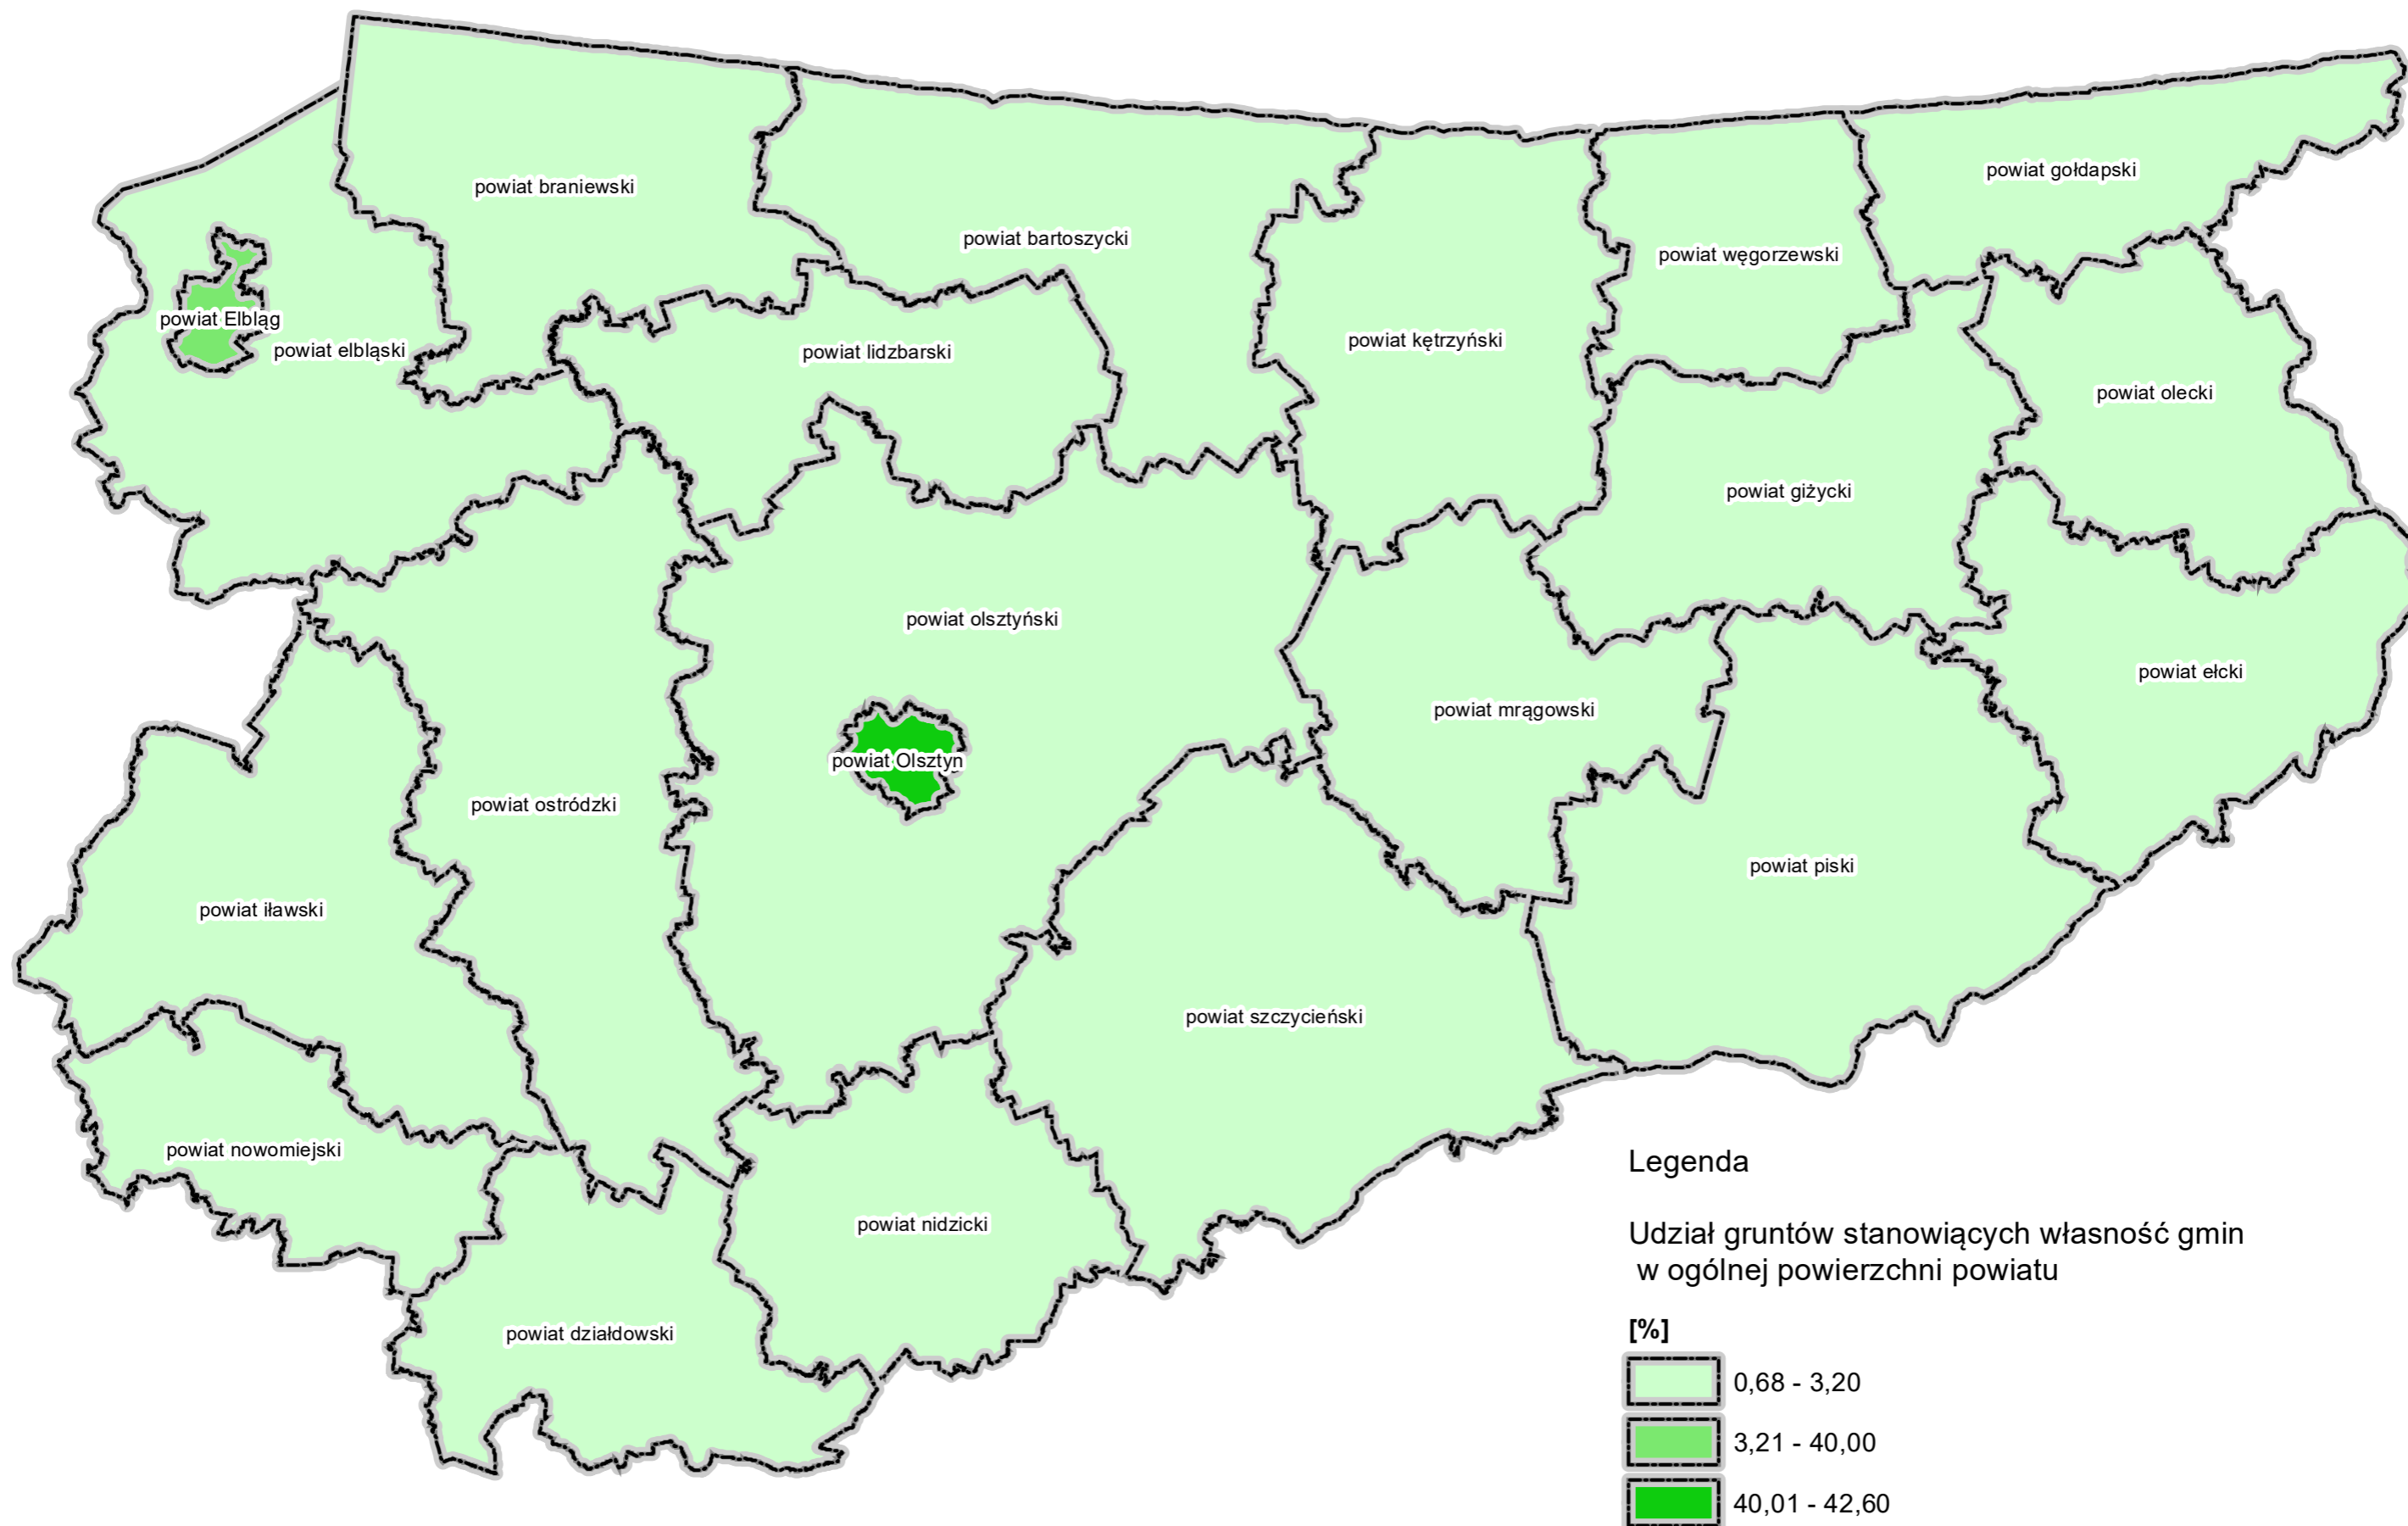 powiat gołdapski
powiat braniewski
powiat bartoszycki
powiat węgorzewski
powiat Elbląg
powiat elbląski
powiat lidzbarski
powiat kętrzyński
powiat olecki
powiat giżycki
powiat olsztyński
powiat ełcki
powiat mrągowski
powiat Olsztyn
powiat ostródzki
powiat piski
powiat iławski
powiat szczycieński
powiat nowomiejski
powiat nidzicki
powiat działdowski
Legenda
Udział gruntów stanowiących własność gmin
w ogólnej powierzchni powiatu
[%]
0,68 - 3,20
3,21 - 40,00
40,01 - 42,60